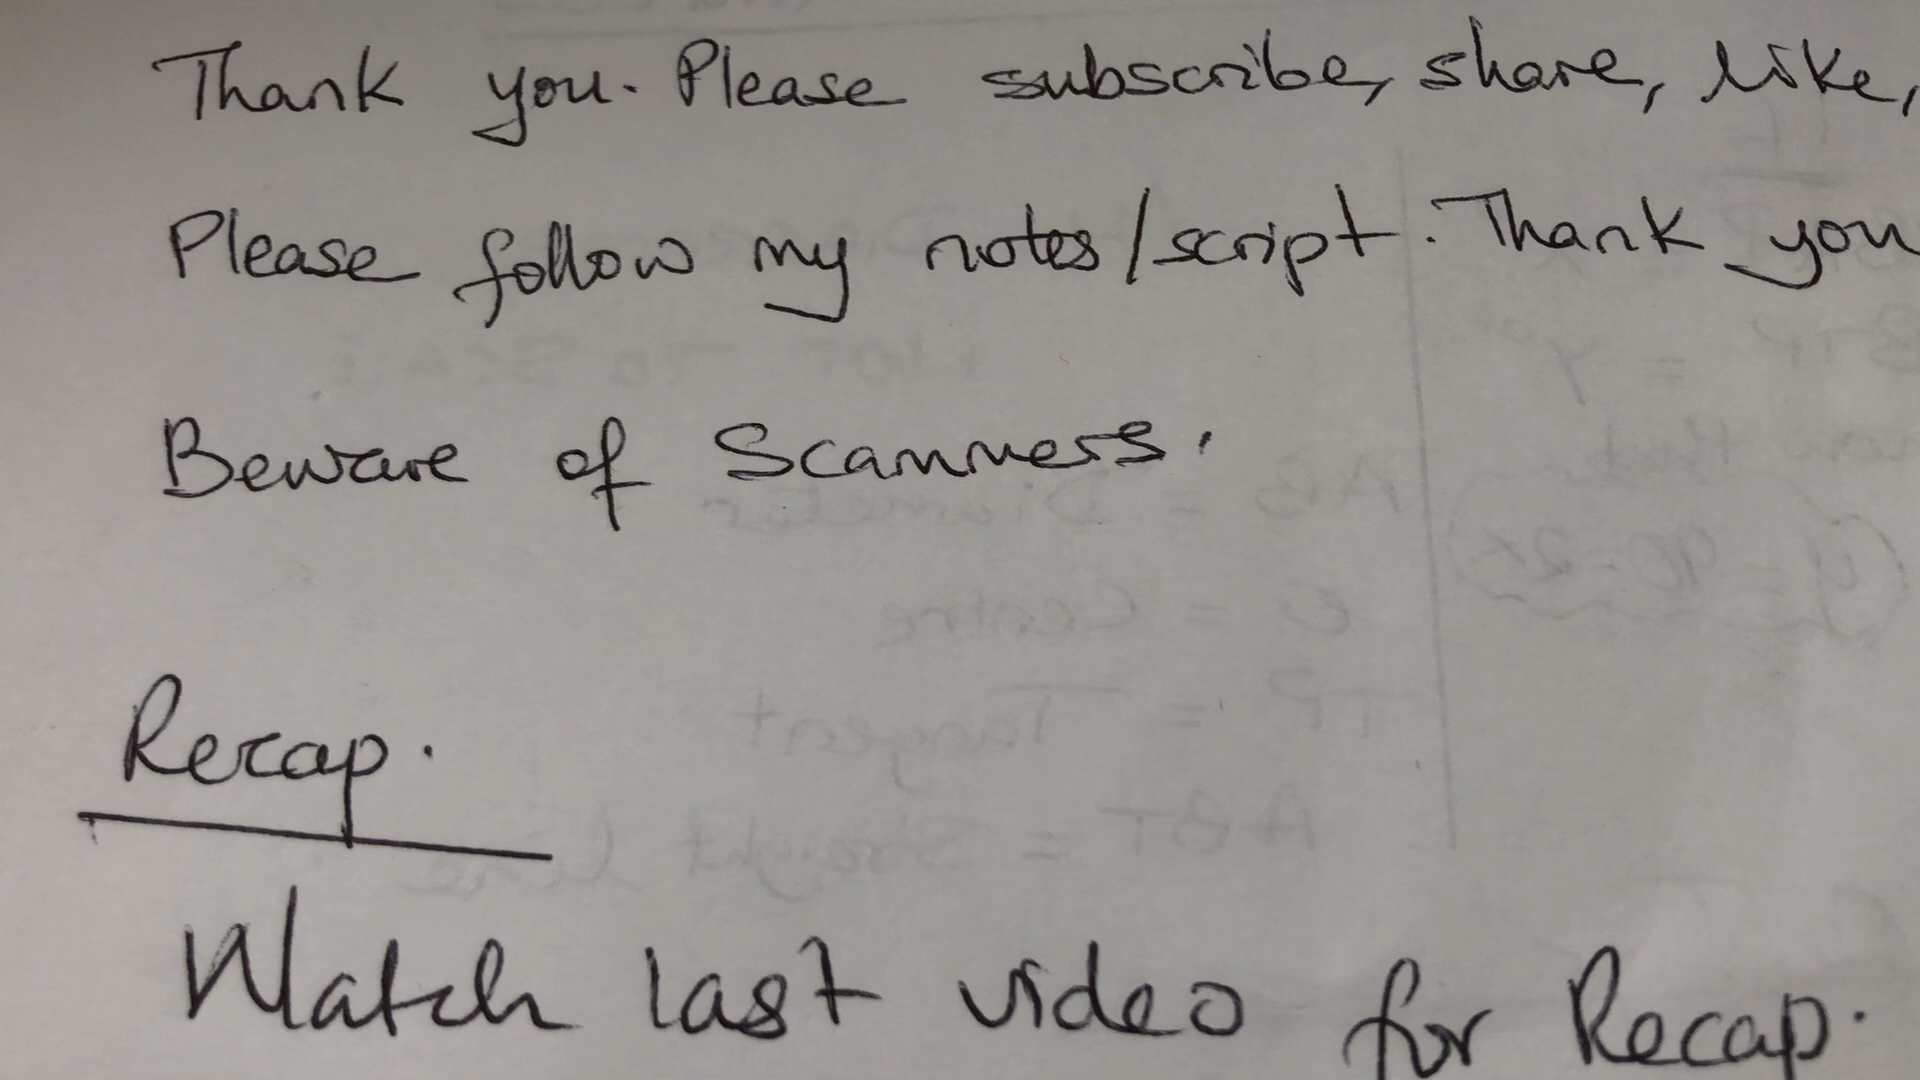 Thank you. Please subscribe, share, like,
Please follow my notes/script. Thank you
Beware of Scammers.
Recap.
Watch last video for Recap.